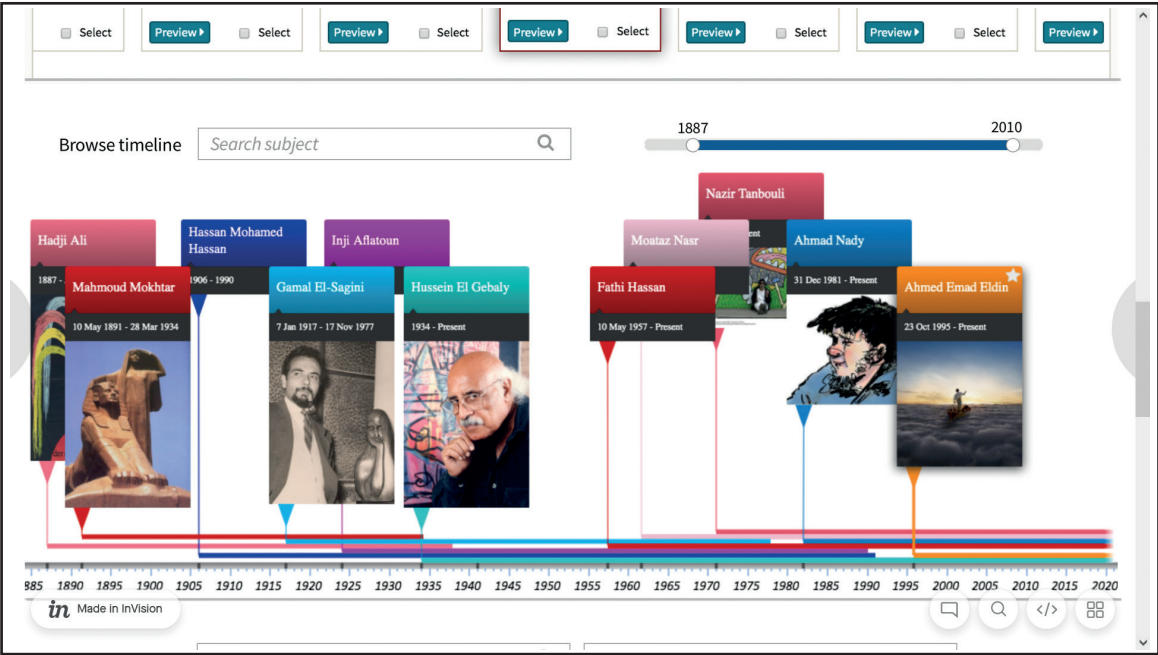 Select
Preview
Select
Preview
Select
Preview
Select
Preview
Select
Preview
Select
Preview
Browse timeline
Search subject
1887
2010
Nazir Tanbouli
Hadji Ali
Hassan Mohamed
Hassan
Inji Aflatoun
Moataz Nasr
Ahmad Nady
1887 -
Mahmoud Mokhtar
1906 - 1990
Gamal El-Sagini
Hussein El Gebaly
Fathi Hassan
31 Dec 1981 - Present
Ahmed Emad Eldin
10 May 1891 - 28 Mar 1934
7 Jan 1917 - 17 Nov 1977
1934 - Present
10 May 1957 - Present
23 Oct 1995 - Present
885 1890 1895 1900 1905 1910 1915 1920 1925 1930 1935 1940 1945 1950 1955 1960 1965 1970 1975 1980 1985 1990 1995 2000 2005 2010 2015 2020
in Made in InVision